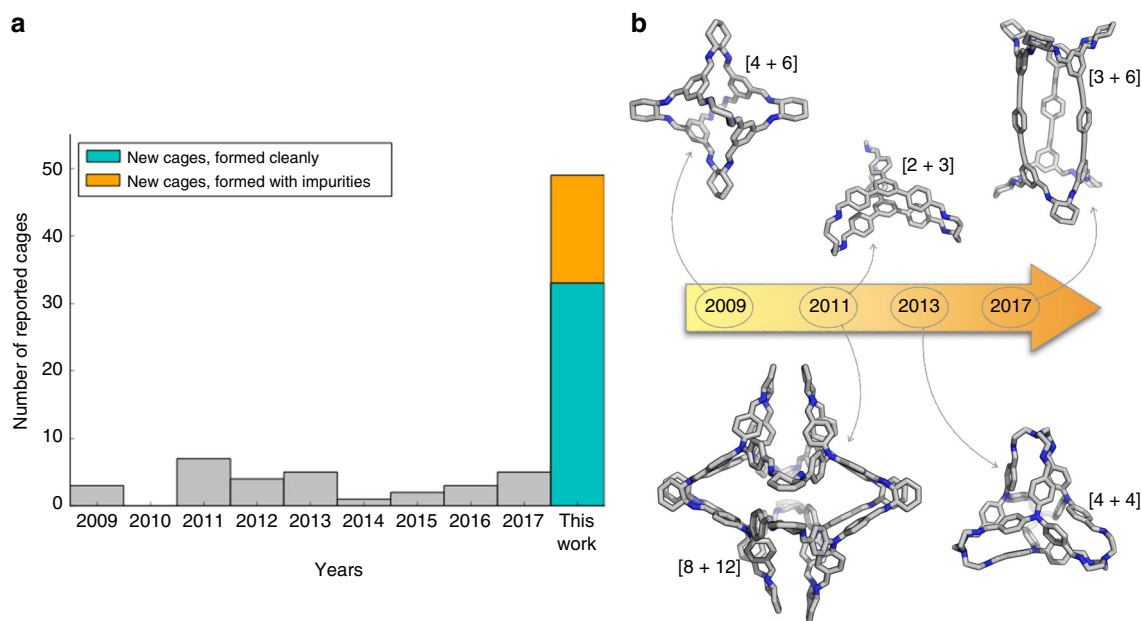 a
Number of reported cages
50
40
30
20
10
0
New cages, formed cleanly
New cages, formed with impurities
2009 2010 2011 2012 2013 2014 2015 2016 2017 This
work
Years
b
[4 + 6]
[3 + 6]
[2 + 3]
2009 2011 2013 2017
[8 + 12]
[4 + 4]